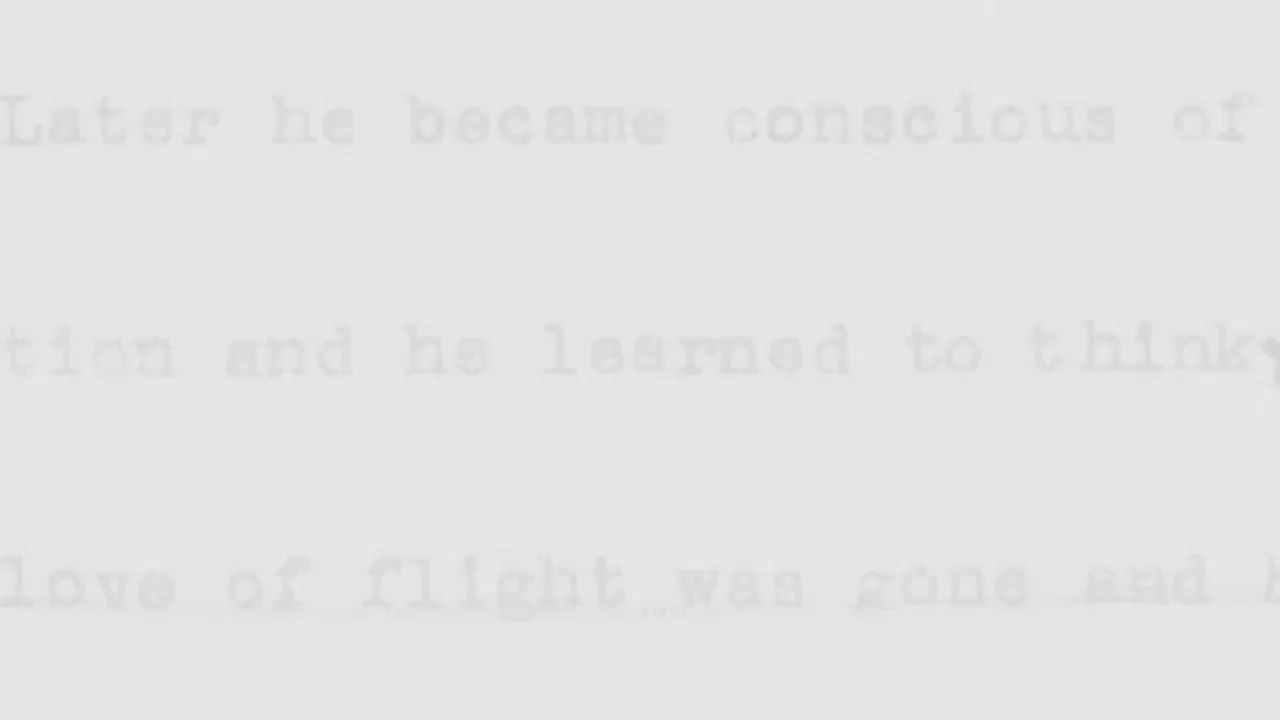 Later he became conscious of
tion and he learned to think
love of flight was gone and